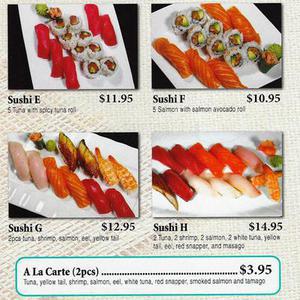 Sushi E $11.95
5 Tuna with spicy tuna roll
Sushi F $10.95
5 Salmon with salmon avocado roll
Sushi G $12.95
2pcs tuna, shrimp, salmon, eel, yellow tail
Sushi H $14.95
2 Tuna, 2 shrimp, 2 salmon, 2 white tuna, yellow
tail, eel, red snapper, and masago
A La Carte (2pcs) $3.95
Tuna, yellow tail, shrimp, salmon, eel, white tuna, red snapper, smoked salmon and tamago